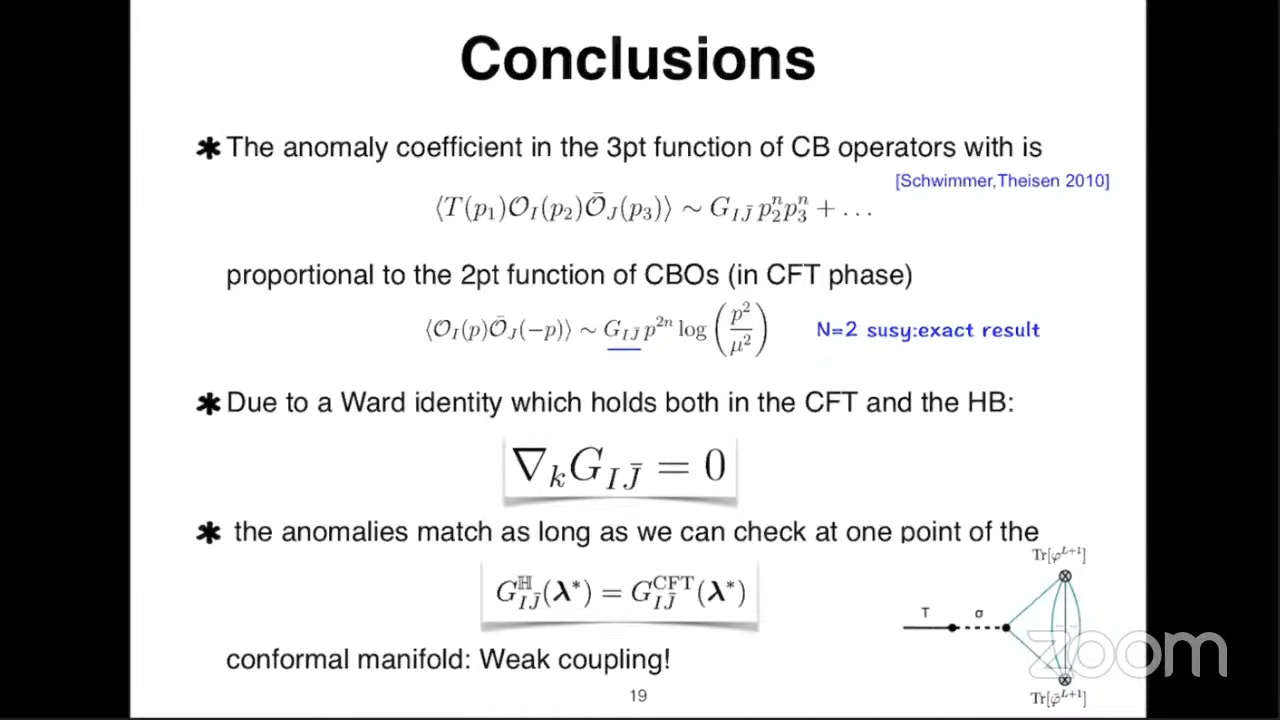 Conclusions
✱ The anomaly coefficient in the 3pt function of CB operators with is
[Schwimmer,Theisen 2010]
⟨T(p₁)𝒪_I(p₂)𝒪̄_J(p₃)⟩ ∼ G_{IJ̄} p₂ⁿp₃ⁿ + …
proportional to the 2pt function of CBOs (in CFT phase)
⟨𝒪_I(p)𝒪̄_J(−p)⟩ ∼ G_{IJ̄} p²ⁿ log (p²/μ²) N=2 susy:exact result
✱ Due to a Ward identity which holds both in the CFT and the HB:
∇_k G_{IJ̄} = 0
✱ the anomalies match as long as we can check at one point of the
Tr[φ^{L+1}]
G^ℍ_{IJ̄}(λ*) = G^{CFT}_{IJ̄}(λ*)
T σ
zoom
conformal manifold: Weak coupling!
Tr[φ̄^{L+1}]
19